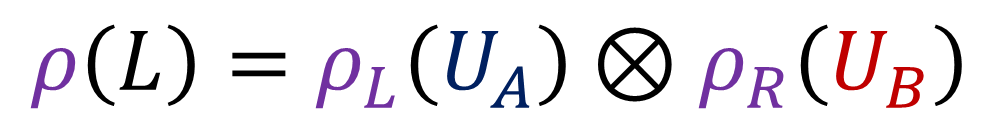 ρ(L) = ρ_L(U_A) ⊗ ρ_R(U_B)